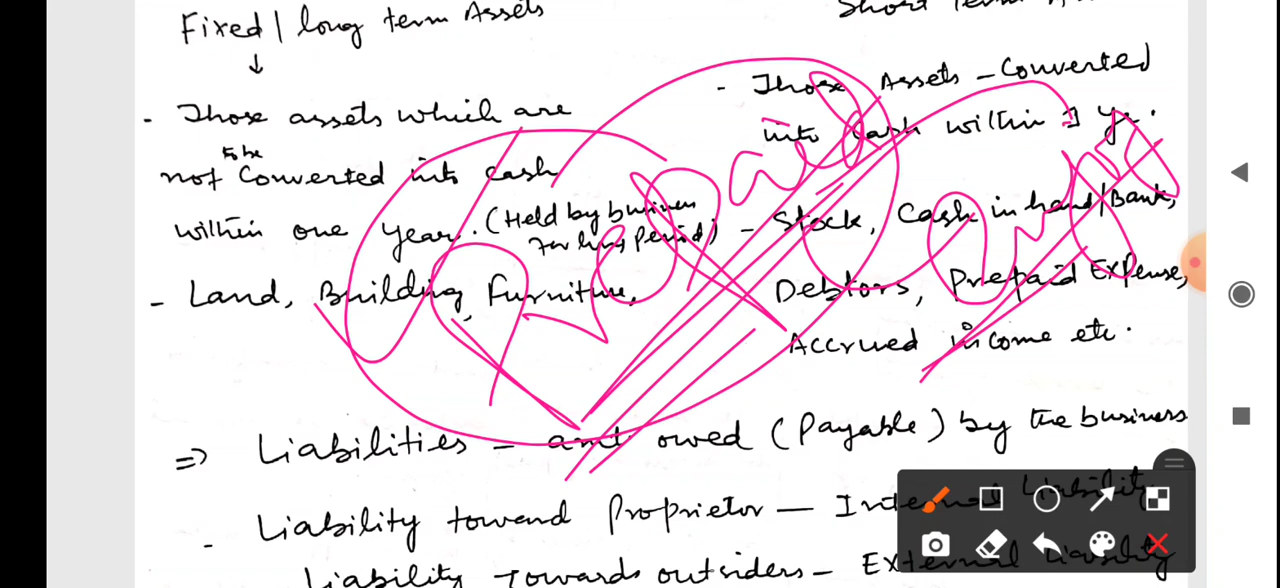 Fixed | long term Assets
↓
- Those assets which are
to be
not Converted into cash
within one year. (Held by business
for long period)
- Land, Building, Furniture,
Short Term
- Those Assets - Converted
into Cash within 1 yr.
- Stock, Cash in hand/Bank,
Debtors, Prepaid Expense,
Accrued income etc.
Prepaid
=> Liabilities - amt owed (Payable) by the business
- Liability toward Proprietor - Internal Liability
Liability Towards outsiders - External Liability